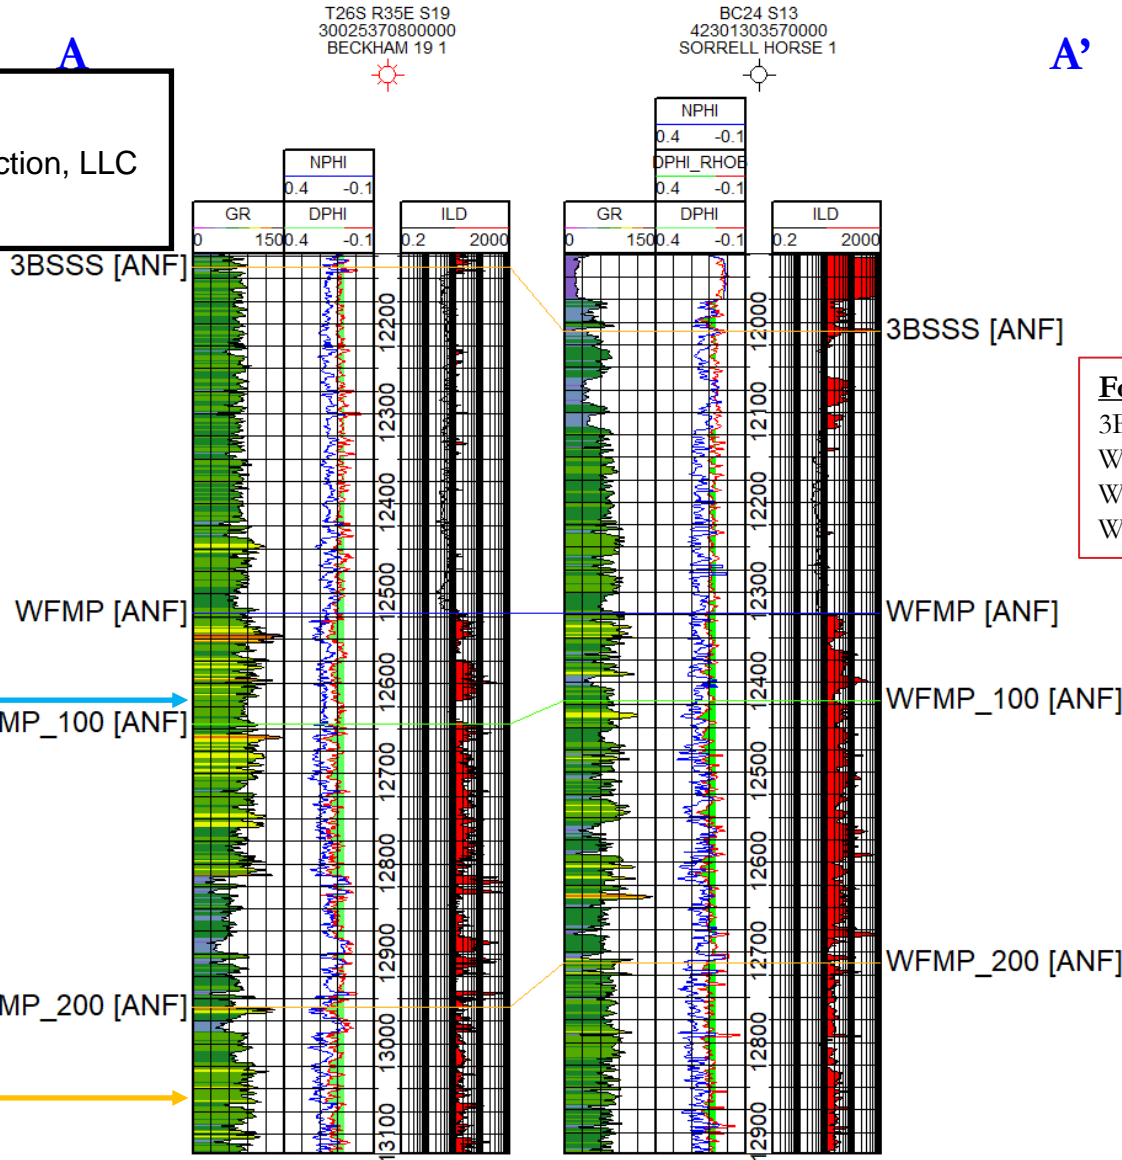 A
T26S R35E S19
30025370800000
BECKHAM 19 1
BC24 S13
42301303570000
SORRELL HORSE 1
A'
ction, LLC
NPHI
0.4 -0.1
GR DPHI ILD
0 150 0.4 -0.1 0.2 2000
NPHI
0.4 -0.1
DPHI_RHOB
0.4 -0.1
GR DPHI ILD
0 150 0.4 -0.1 0.2 2000
3BSSS [ANF]
3BSSS [ANF]
WFMP [ANF]
WFMP [ANF]
MP_100 [ANF]
WFMP_100 [ANF]
MP_200 [ANF]
WFMP_200 [ANF]
12200
12300
12400
12500
12600
12700
12800
12900
13000
13100
12000
12100
12200
12300
12400
12500
12600
12700
12800
12900
Fo
3B
W
W
W